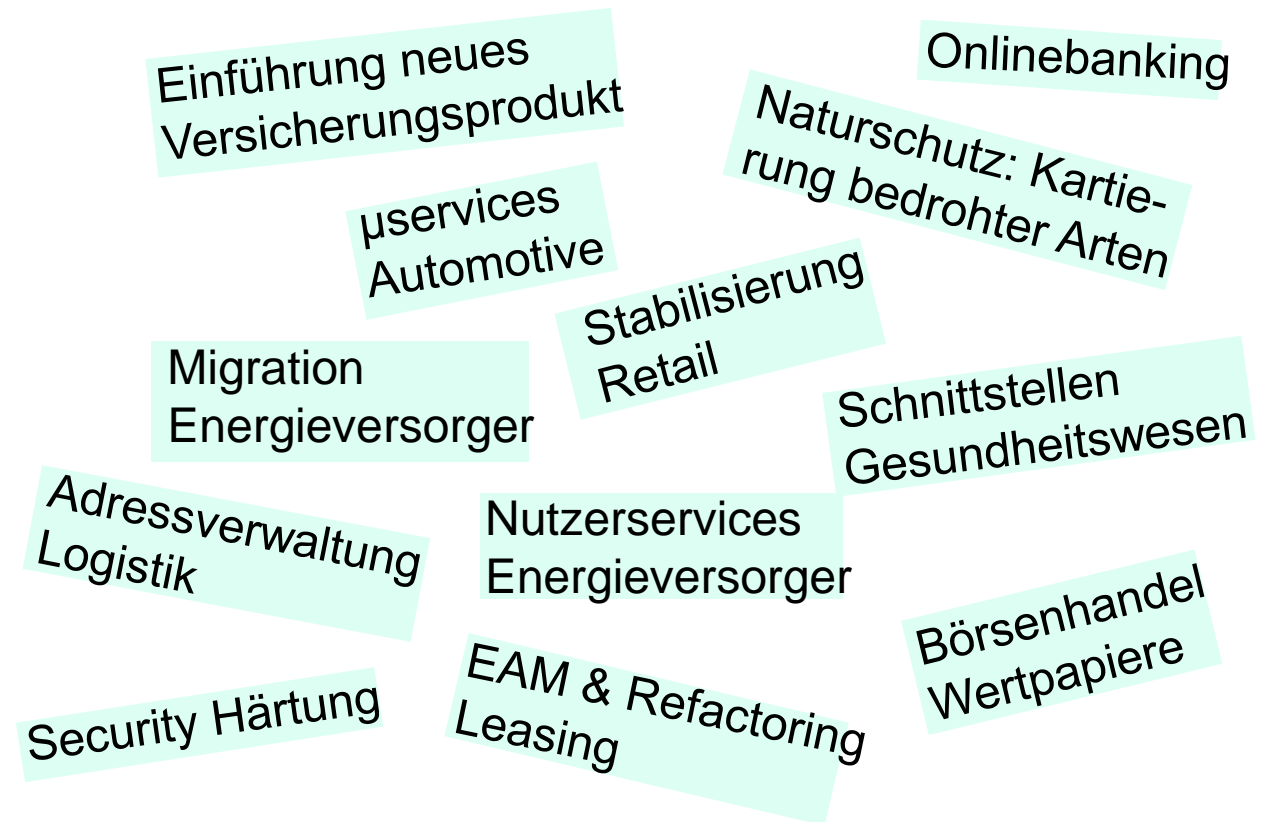 Einführung neues
Versicherungsprodukt
Onlinebanking
Naturschutz: Kartie-
rung bedrohter Arten
µservices
Automotive
Stabilisierung
Retail
Migration
Energieversorger
Schnittstellen
Gesundheitswesen
Adressverwaltung
Logistik
Nutzerservices
Energieversorger
Börsenhandel
Wertpapiere
EAM & Refactoring
Leasing
Security Härtung